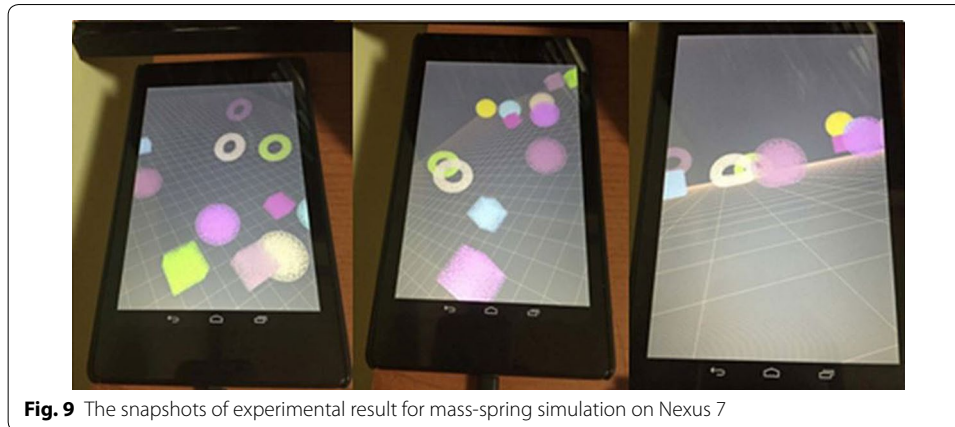 Fig. 9 The snapshots of experimental result for mass-spring simulation on Nexus 7